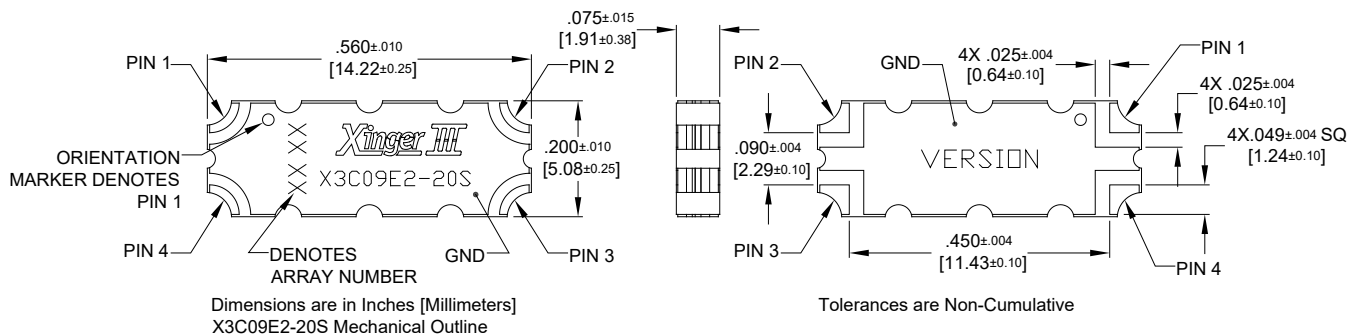 .560±.010
[14.22±0.25]
PIN 1
PIN 2
ORIENTATION
MARKER DENOTES
PIN 1
Xinger III
X3C09E2-20S
XXXXX
.200±.010
[5.08±0.25]
PIN 4
DENOTES
ARRAY NUMBER
GND
PIN 3
Dimensions are in Inches [Millimeters]
X3C09E2-20S Mechanical Outline
.075±.015
[1.91±0.38]
PIN 2
GND
4X .025±.004
[0.64±0.10]
PIN 1
4X .025±.004
[0.64±0.10]
4X.049±.004 SQ
[1.24±0.10]
.090±.004
[2.29±0.10]
VERSION
PIN 3
.450±.004
[11.43±0.10]
PIN 4
Tolerances are Non-Cumulative